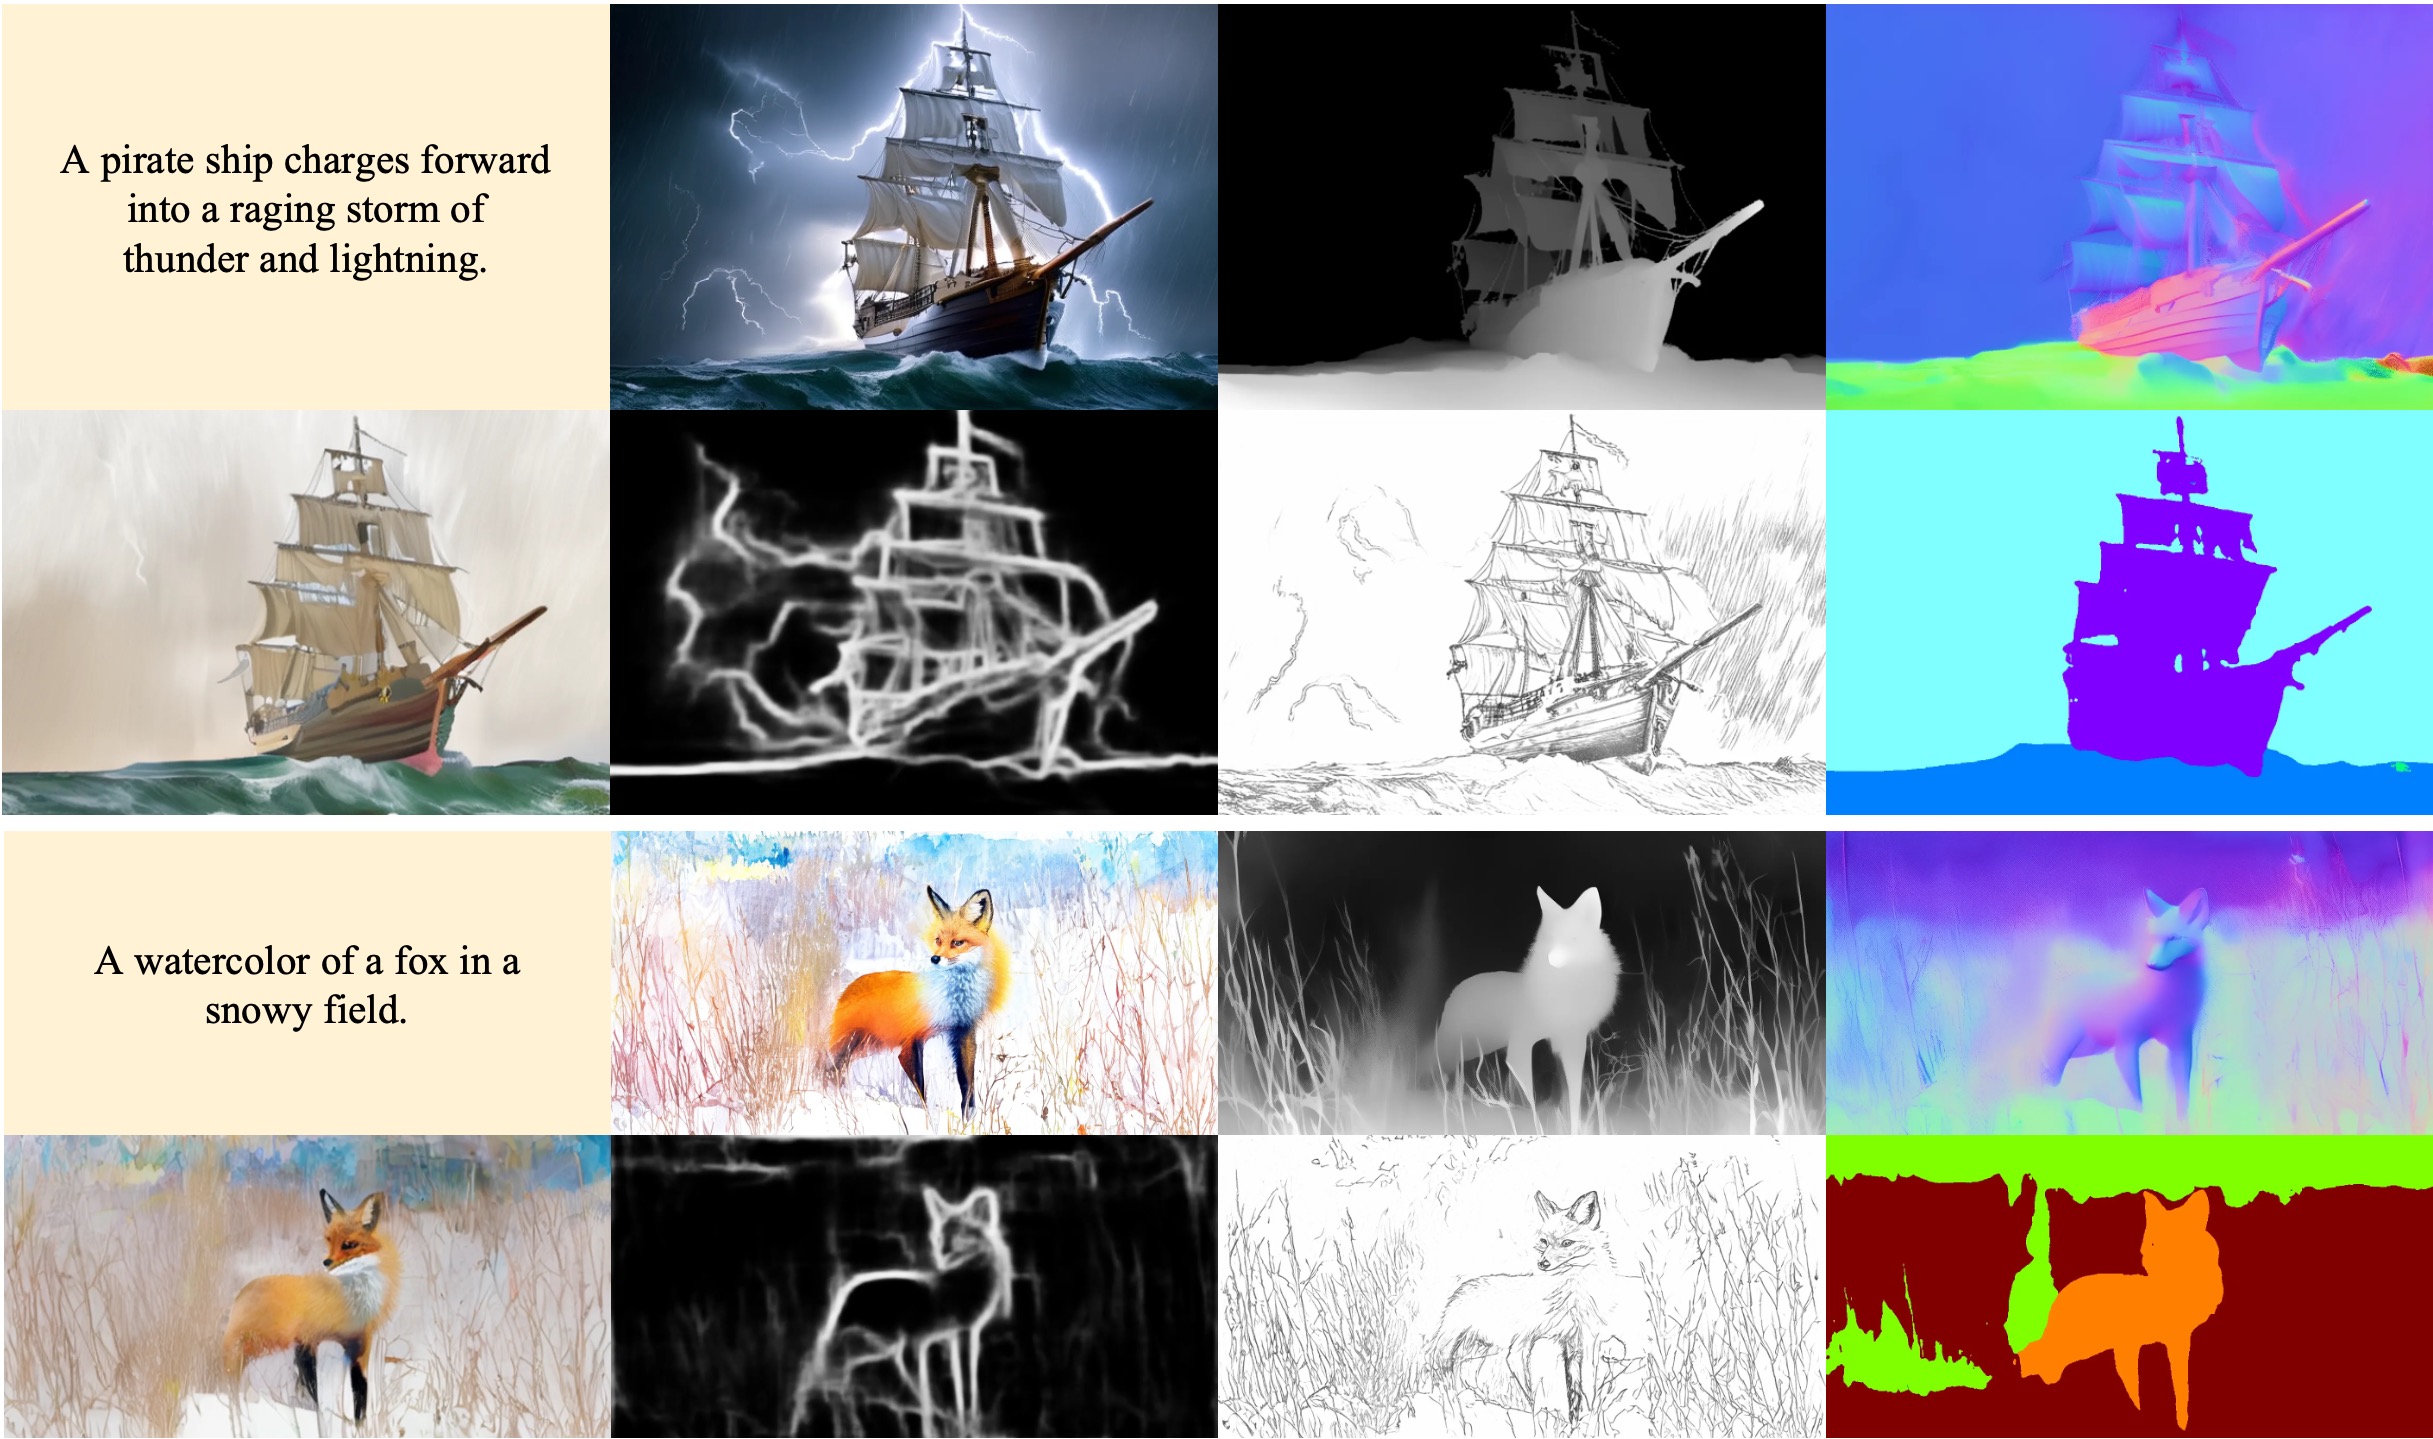 A pirate ship charges forward
into a raging storm of
thunder and lightning.
A watercolor of a fox in a
snowy field.